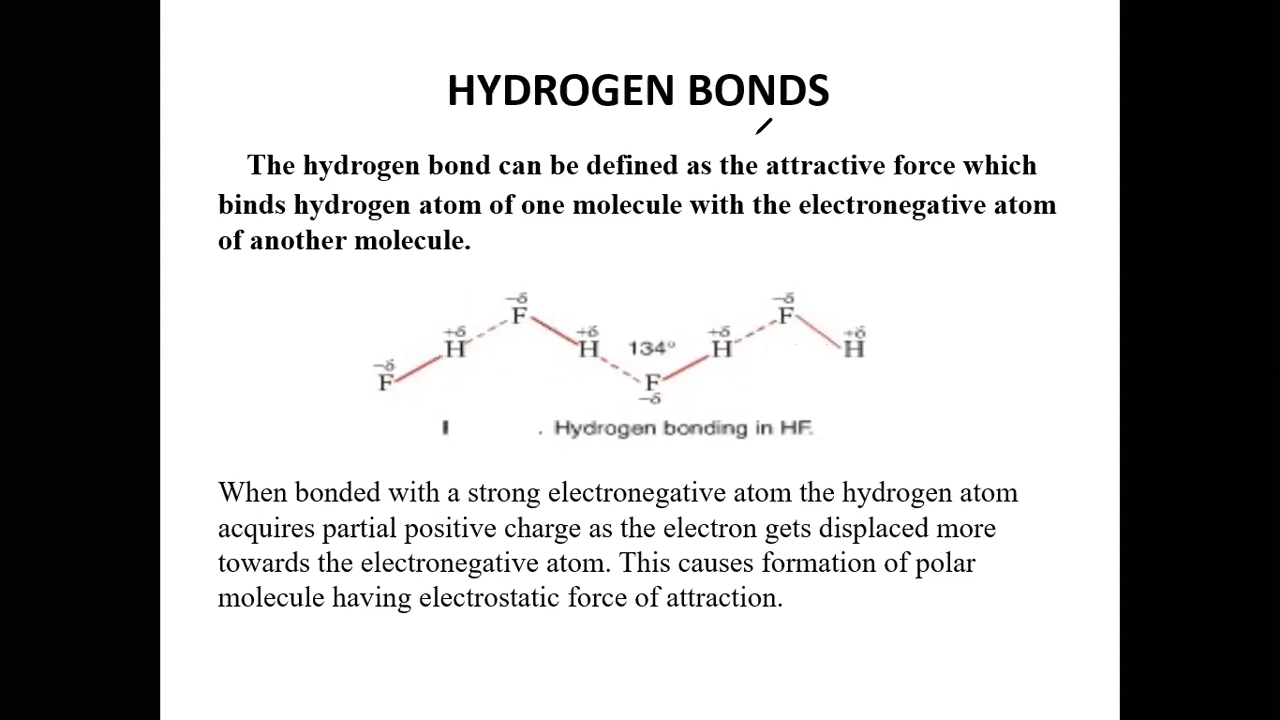 HYDROGEN BONDS
The hydrogen bond can be defined as the attractive force which
binds hydrogen atom of one molecule with the electronegative atom
of another molecule.
−δ F +δ H −δ F +δ H 134° F −δ +δ H −δ F +δ H
I . Hydrogen bonding in HF.
When bonded with a strong electronegative atom the hydrogen atom
acquires partial positive charge as the electron gets displaced more
towards the electronegative atom. This causes formation of polar
molecule having electrostatic force of attraction.